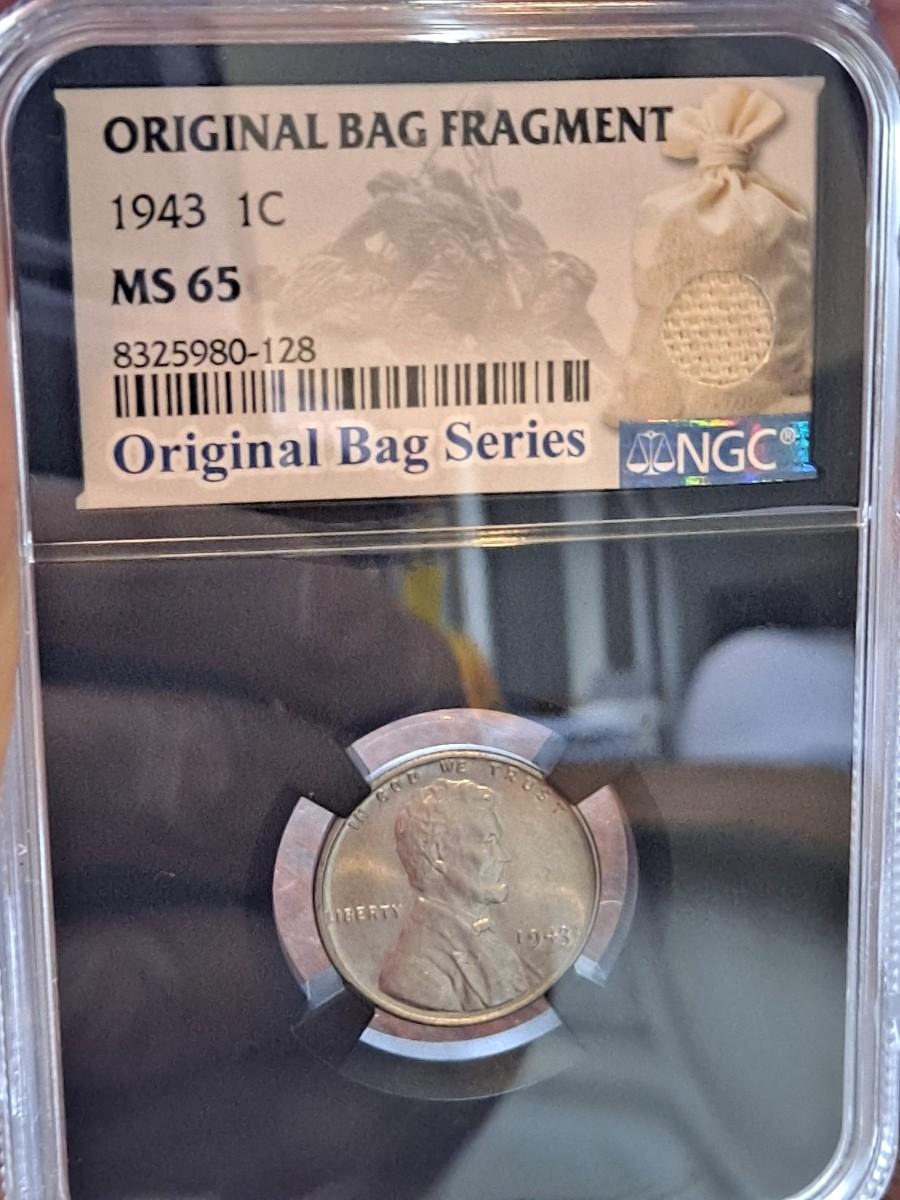 ORIGINAL BAG FRAGMENT
1943 1C
MS 65
8325980-128
Original Bag Series
NGC®
IN GOD WE TRUST
LIBERTY
1943